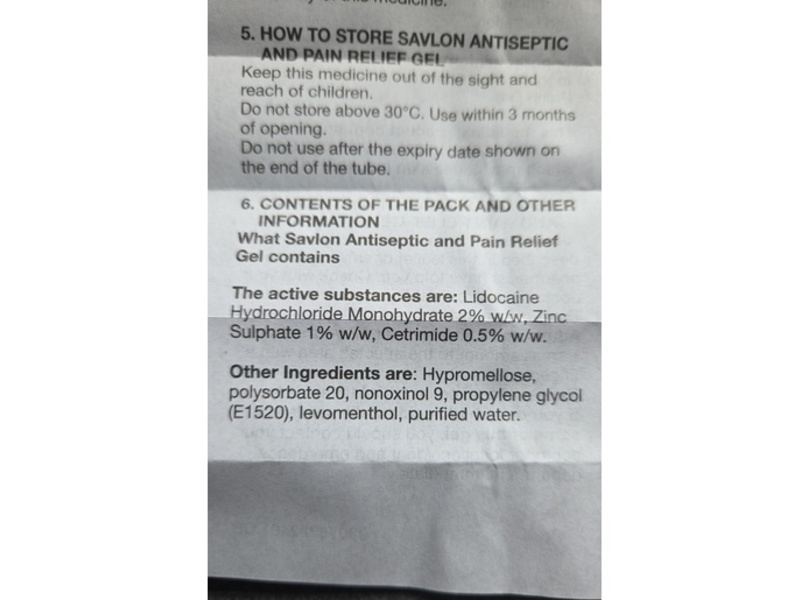 of this medicine.
5. HOW TO STORE SAVLON ANTISEPTIC
AND PAIN RELIEF GEL
Keep this medicine out of the sight and
reach of children.
Do not store above 30°C. Use within 3 months
of opening.
Do not use after the expiry date shown on
the end of the tube.
6. CONTENTS OF THE PACK AND OTHER
INFORMATION
What Savlon Antiseptic and Pain Relief
Gel contains
The active substances are: Lidocaine
Hydrochloride Monohydrate 2% w/w, Zinc
Sulphate 1% w/w, Cetrimide 0.5% w/w.
Other Ingredients are: Hypromellose,
polysorbate 20, nonoxinol 9, propylene glycol
(E1520), levomenthol, purified water.